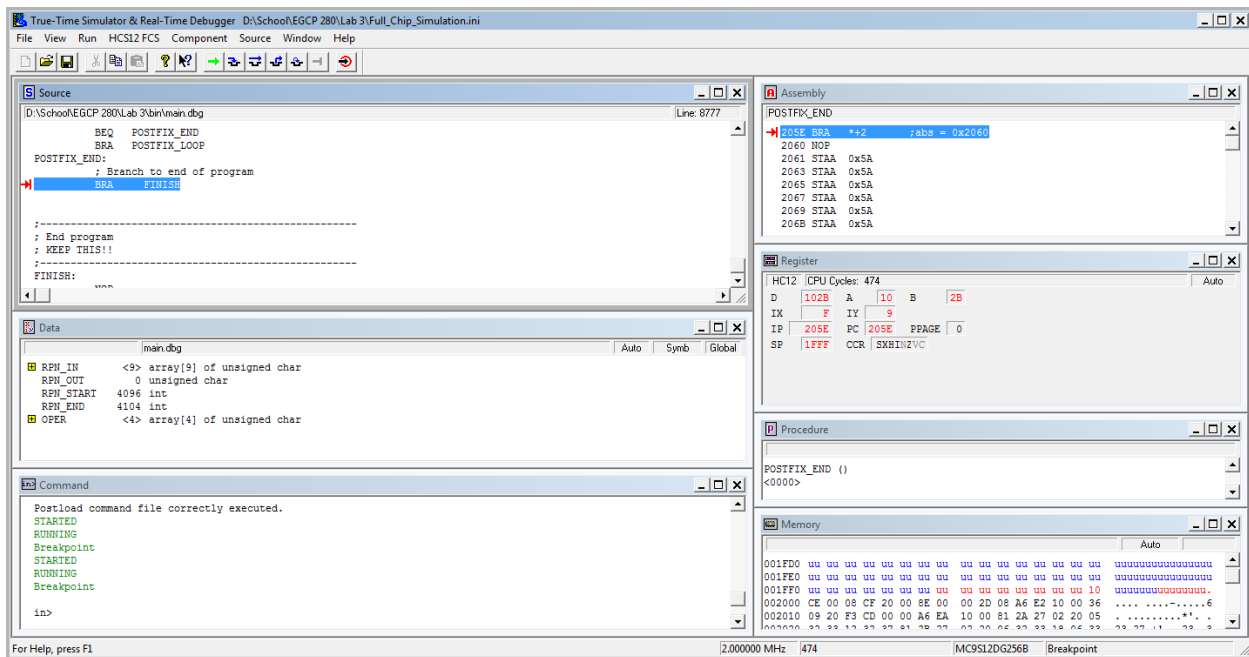 True-Time Simulator & Real-Time Debugger D:\School\EGCP 280\Lab 3\Full_Chip_Simulation.ini
File View Run HCS12 FCS Component Source Window Help
Source
D:\School\EGCP 280\Lab 3\bin\main.dbg Line: 8777
BEQ POSTFIX_END
BRA POSTFIX_LOOP
POSTFIX_END:
; Branch to end of program
BRA FINISH
;----------------------------------------------------
; End program
; KEEP THIS!!
;----------------------------------------------------
FINISH:
NOP
Data
main.dbg Auto Symb Global
RPN_IN <9> array[9] of unsigned char
RPN_OUT 0 unsigned char
RPN_START 4096 int
RPN_END 4104 int
OPER <4> array[4] of unsigned char
Command
Postload command file correctly executed.
STARTED
RUNNING
Breakpoint
STARTED
RUNNING
Breakpoint
in>
Assembly
POSTFIX_END
205E BRA *+2 ;abs = 0x2060
2060 NOP
2061 STAA 0x5A
2063 STAA 0x5A
2065 STAA 0x5A
2067 STAA 0x5A
2069 STAA 0x5A
206B STAA 0x5A
Register
HC12 CPU Cycles: 474 Auto
D 102B A 10 B 2B
IX F IY 9
IP 205E PC 205E PPAGE 0
SP 1FFF CCR SXHINZVC
Procedure
POSTFIX_END ()
<0000>
Memory
Auto
001FD0 uu uu uu uu uu uu uu uu uu uu uu uu uu uu uu uu uuuuuuuuuuuuuuuu
001FE0 uu uu uu uu uu uu uu uu uu uu uu uu uu uu uu uu uuuuuuuuuuuuuuuu
001FF0 uu uu uu uu uu uu uu uu uu uu uu uu uu uu uu 10 uuuuuuuuuuuuuuu.
002000 CE 00 08 CF 20 00 8E 00 00 2D 08 A6 E2 10 00 36 .... ....-.....6
002010 09 20 F3 CD 00 00 A6 EA 10 00 81 2A 27 02 20 05 . .........*'. .
For Help, press F1 2.000000 MHz 474 MC9S12DG256B Breakpoint